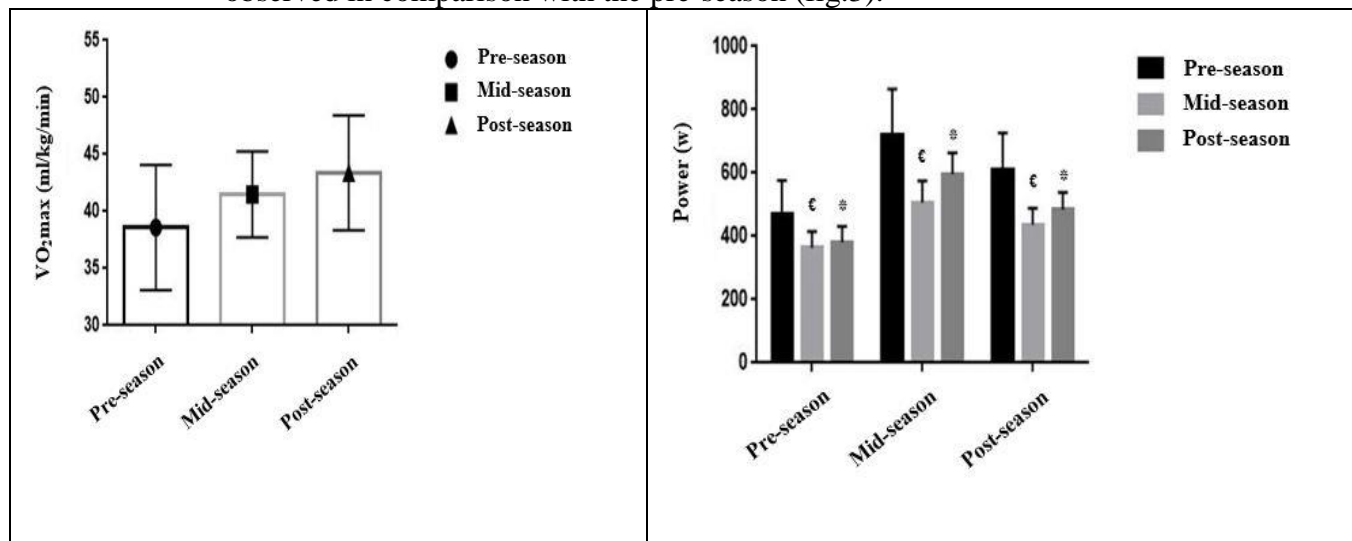 observed in comparison with the pre-season (fig.3).
55
50
45
40
35
30
VO₂max (ml/kg/min)
Pre-season
Mid-season
Post-season
Pre-season
Mid-season
Post-season
1000
800
600
400
200
0
Power (w)
€ *
€ *
€ *
Pre-season
Mid-season
Post-season
Pre-season
Mid-season
Post-season